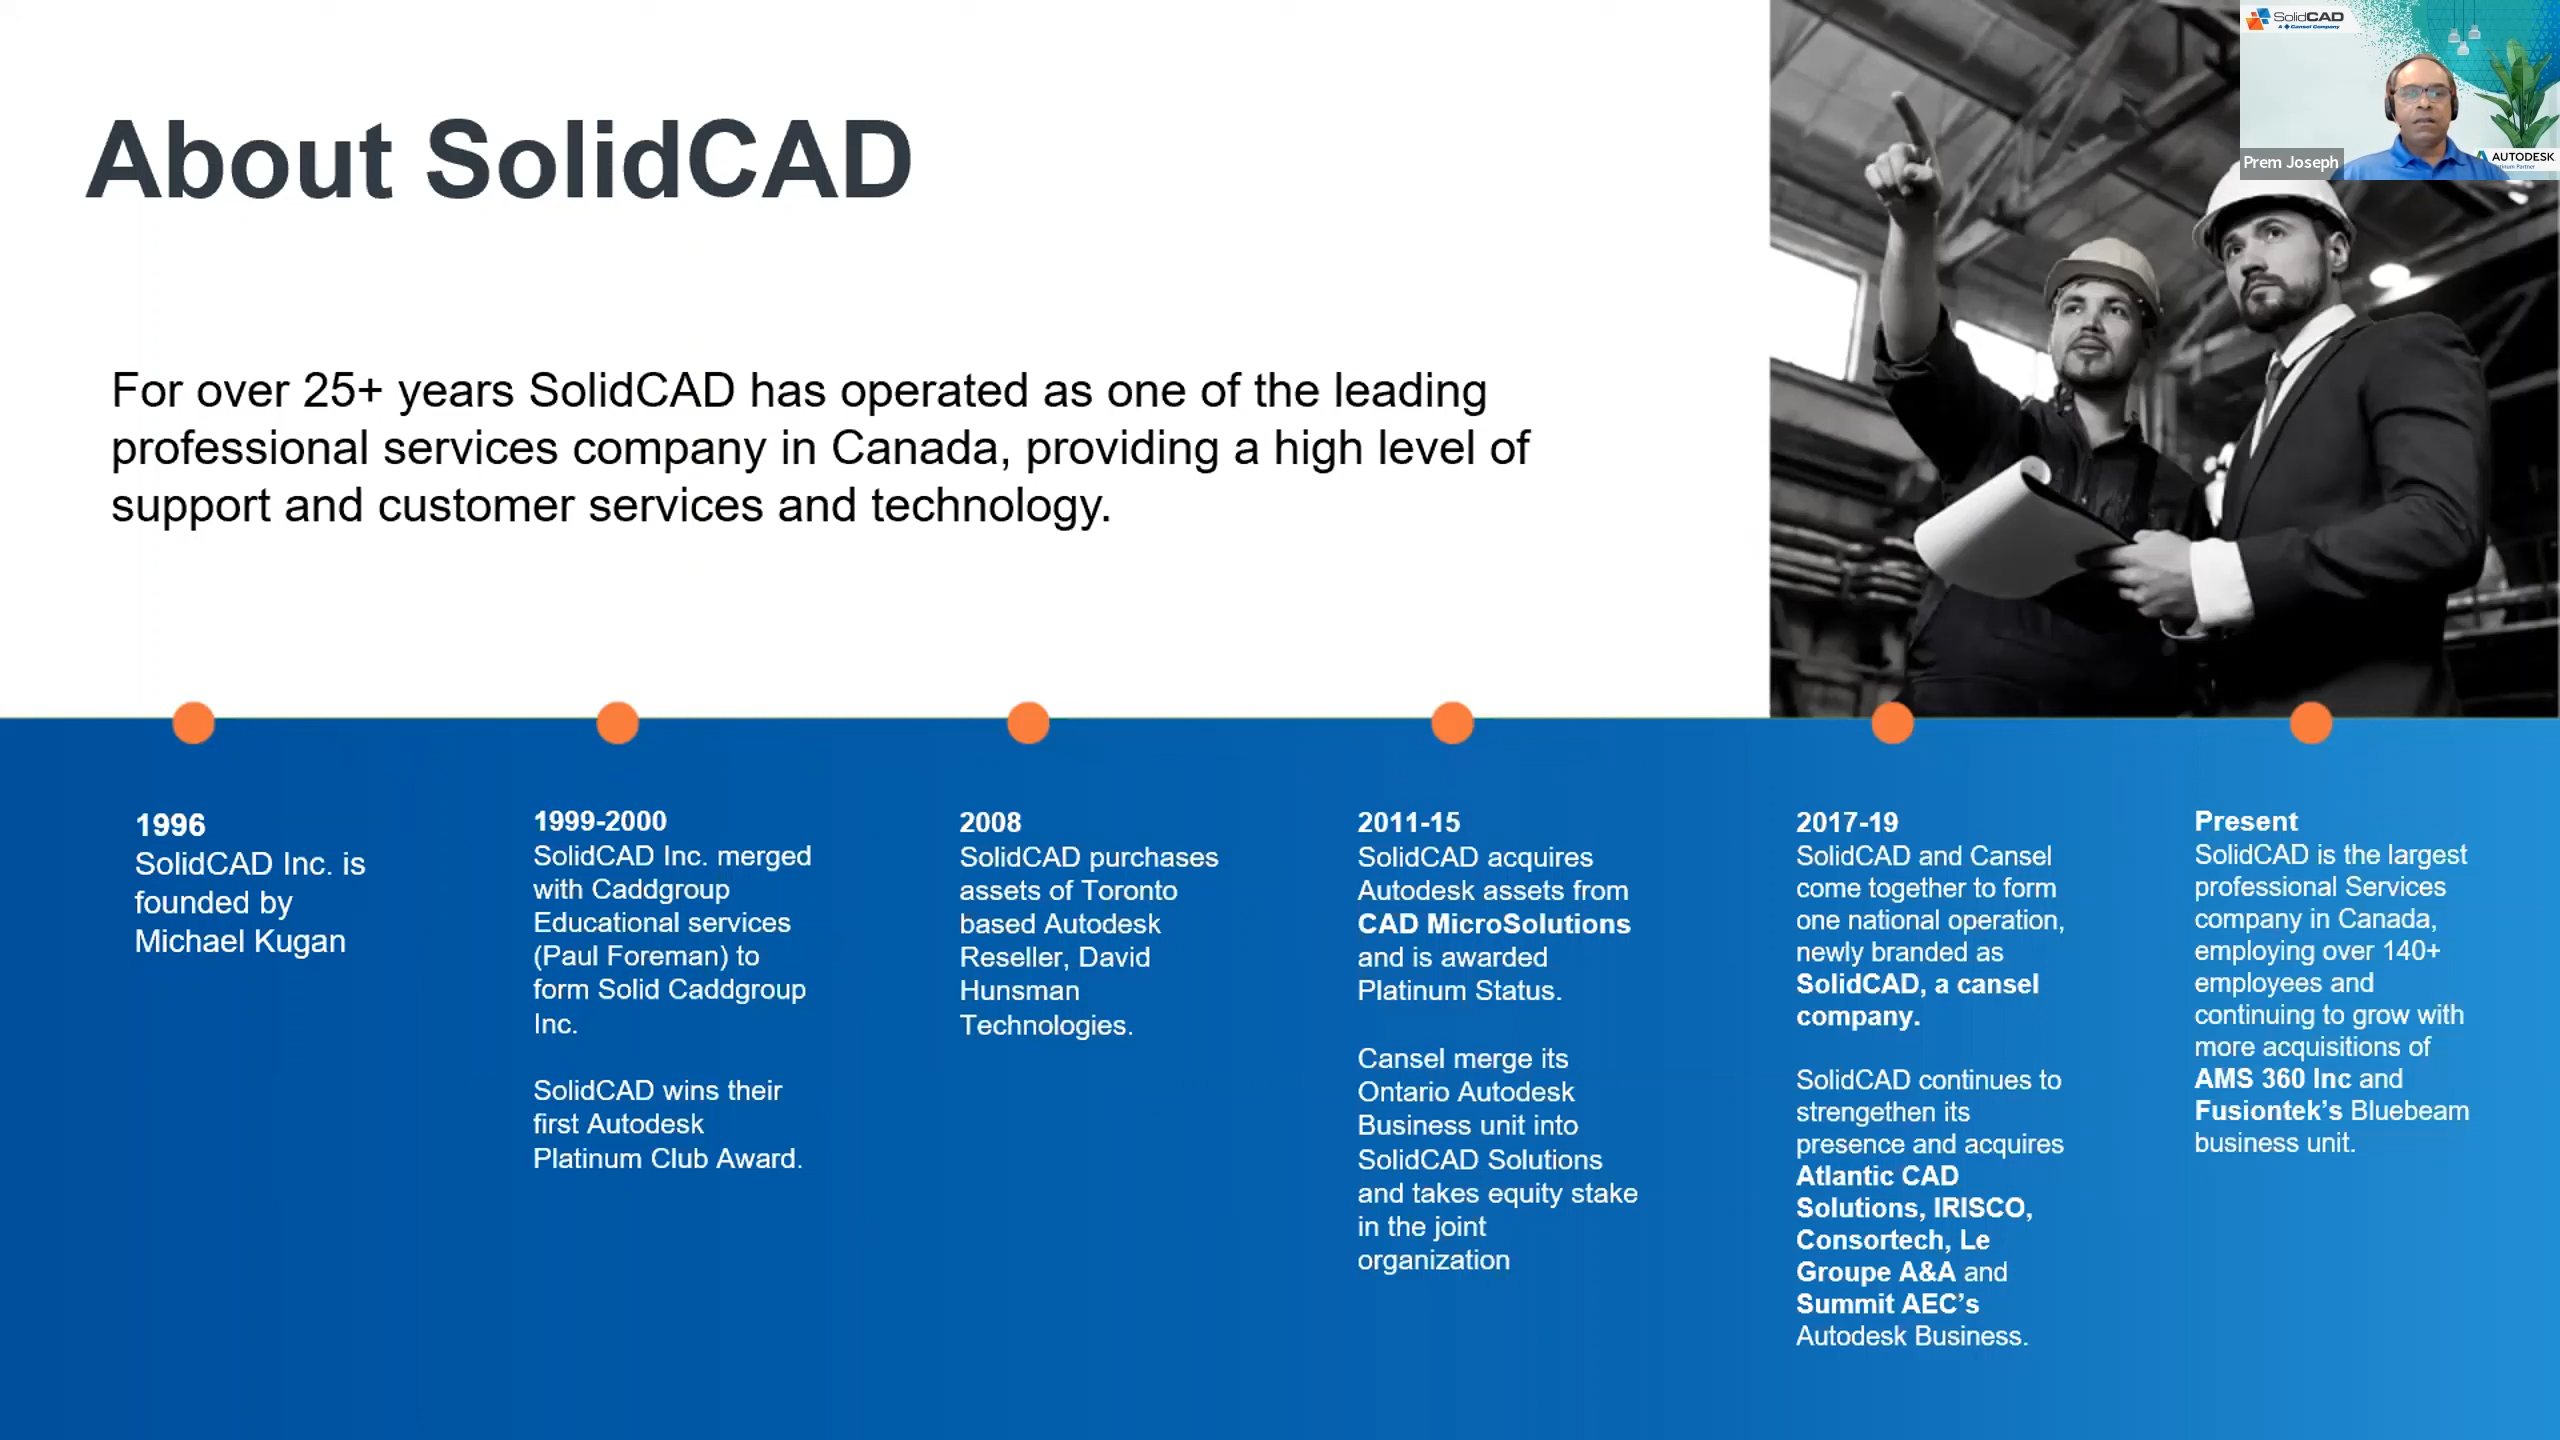 About SolidCAD
SolidCAD
A Cansel Company
Prem Joseph
AUTODESK
For over 25+ years SolidCAD has operated as one of the leading
professional services company in Canada, providing a high level of
support and customer services and technology.
1996
SolidCAD Inc. is
founded by
Michael Kugan
1999-2000
SolidCAD Inc. merged
with Caddgroup
Educational services
(Paul Foreman) to
form Solid Caddgroup
Inc.
SolidCAD wins their
first Autodesk
Platinum Club Award.
2008
SolidCAD purchases
assets of Toronto
based Autodesk
Reseller, David
Hunsman
Technologies.
2011-15
SolidCAD acquires
Autodesk assets from
CAD MicroSolutions
and is awarded
Platinum Status.
Cansel merge its
Ontario Autodesk
Business unit into
SolidCAD Solutions
and takes equity stake
in the joint
organization
2017-19
SolidCAD and Cansel
come together to form
one national operation,
newly branded as
SolidCAD, a cansel
company.
SolidCAD continues to
strengethen its
presence and acquires
Atlantic CAD
Solutions, IRISCO,
Consortech, Le
Groupe A&A and
Summit AEC’s
Autodesk Business.
Present
SolidCAD is the largest
professional Services
company in Canada,
employing over 140+
employees and
continuing to grow with
more acquisitions of
AMS 360 Inc and
Fusiontek’s Bluebeam
business unit.